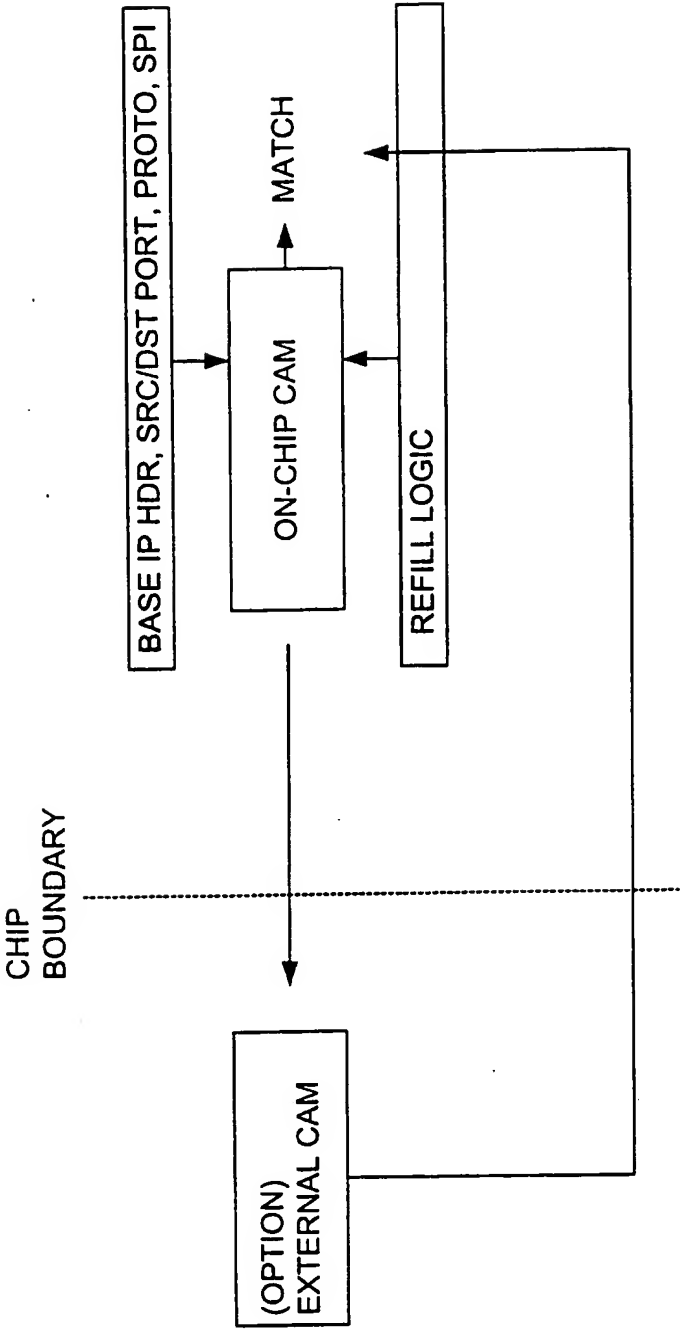 CHIP
BOUNDARY
BASE IP HDR, SRC/DST PORT, PROTO, SPI
(OPTION)
EXTERNAL CAM
ON-CHIP CAM
MATCH
REFILL LOGIC